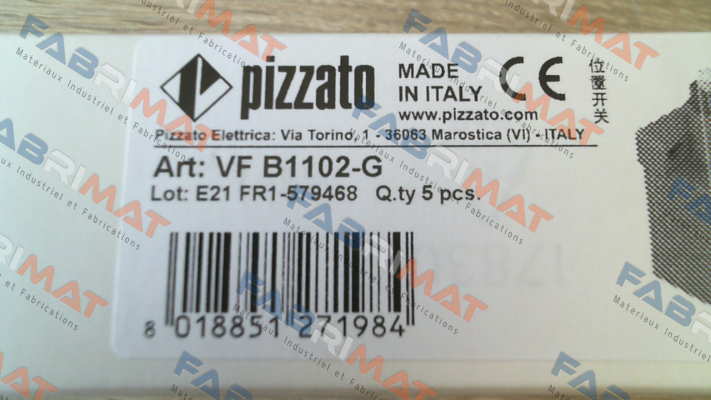 pizzato
MADE
IN ITALY
www.pizzato.com
CE
位置开关
Pizzato Elettrica: Via Torino, 1 - 36063 Marostica (VI) - ITALY
Art: VF B1102-G
Lot: E21 FR1-579468 Q.ty 5 pcs.
8 018851 271984
FABRIMAT
Materiaux Industriel et Fabrications